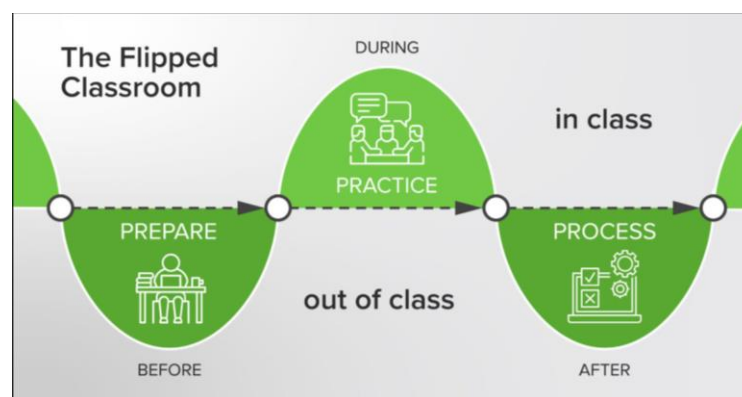 The Flipped
Classroom
DURING
in class
PRACTICE
PREPARE
PROCESS
out of class
BEFORE
AFTER